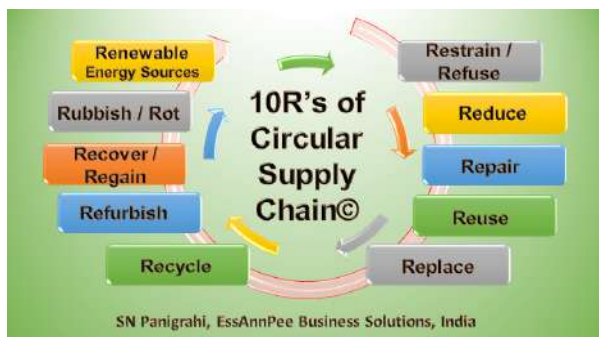 10R's of
Circular
Supply
Chain©
Restrain /
Refuse
Reduce
Repair
Reuse
Replace
Recycle
Refurbish
Recover /
Regain
Rubbish / Rot
Renewable
Energy Sources
SN Panigrahi, EssAnnPee Business Solutions, India